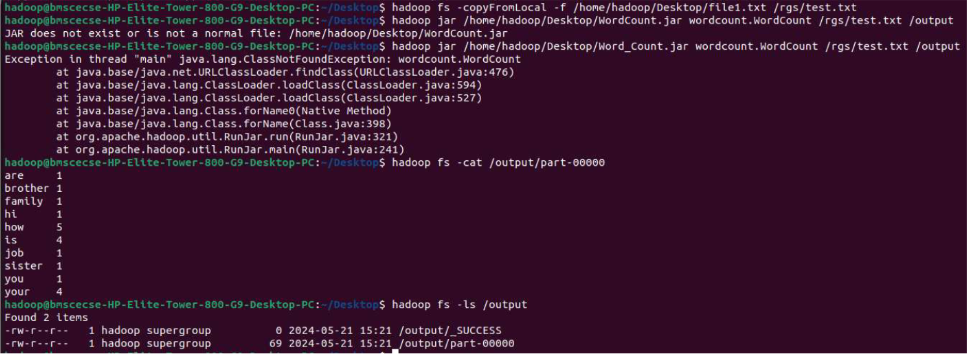 hadoop@bmscecse-HP-Elite-Tower-800-G9-Desktop-PC:~/Desktop$ hadoop fs -copyFromLocal -f /home/hadoop/Desktop/file1.txt /rgs/test.txt
hadoop@bmscecse-HP-Elite-Tower-800-G9-Desktop-PC:~/Desktop$ hadoop jar /home/hadoop/Desktop/WordCount.jar wordcount.WordCount /rgs/test.txt /output
JAR does not exist or is not a normal file: /home/hadoop/Desktop/WordCount.jar
hadoop@bmscecse-HP-Elite-Tower-800-G9-Desktop-PC:~/Desktop$ hadoop jar /home/hadoop/Desktop/Word_Count.jar wordcount.WordCount /rgs/test.txt /output
Exception in thread "main" java.lang.ClassNotFoundException: wordcount.WordCount
        at java.base/java.net.URLClassLoader.findClass(URLClassLoader.java:476)
        at java.base/java.lang.ClassLoader.loadClass(ClassLoader.java:594)
        at java.base/java.lang.ClassLoader.loadClass(ClassLoader.java:527)
        at java.base/java.lang.Class.forName0(Native Method)
        at java.base/java.lang.Class.forName(Class.java:398)
        at org.apache.hadoop.util.RunJar.run(RunJar.java:321)
        at org.apache.hadoop.util.RunJar.main(RunJar.java:241)
hadoop@bmscecse-HP-Elite-Tower-800-G9-Desktop-PC:~/Desktop$ hadoop fs -cat /output/part-00000
are     1
brother 1
family  1
hi      1
how     5
is      4
job     1
sister  1
you     1
your    4
hadoop@bmscecse-HP-Elite-Tower-800-G9-Desktop-PC:~/Desktop$ hadoop fs -ls /output
Found 2 items
-rw-r--r--   1 hadoop supergroup          0 2024-05-21 15:21 /output/_SUCCESS
-rw-r--r--   1 hadoop supergroup         69 2024-05-21 15:21 /output/part-00000